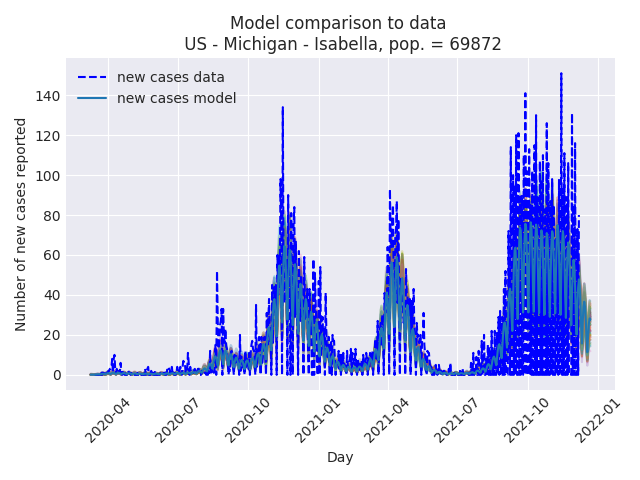 Model comparison to data
US - Michigan - Isabella, pop. = 69872
new cases data
new cases model
Number of new cases reported
140
120
100
80
60
40
20
0
2020-04
2020-07
2020-10
2021-01
2021-04
2021-07
2021-10
2022-01
Day